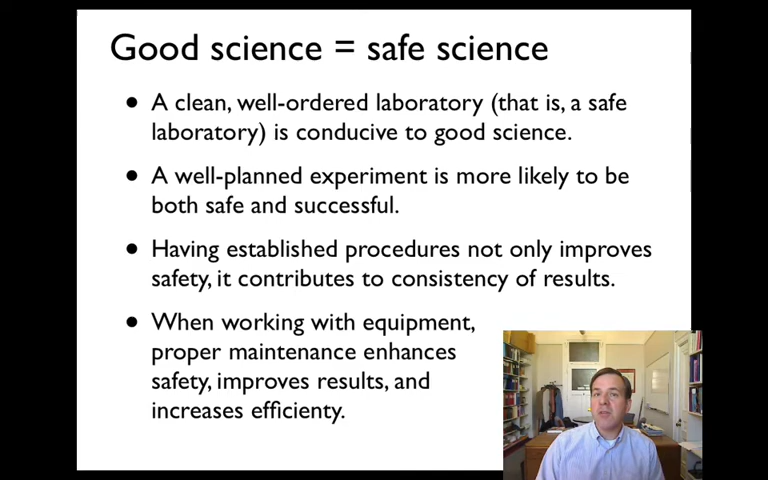 Good science = safe science
• A clean, well-ordered laboratory (that is, a safe
laboratory) is conducive to good science.
• A well-planned experiment is more likely to be
both safe and successful.
• Having established procedures not only improves
safety, it contributes to consistency of results.
• When working with equipment,
proper maintenance enhances
safety, improves results, and
increases efficienty.